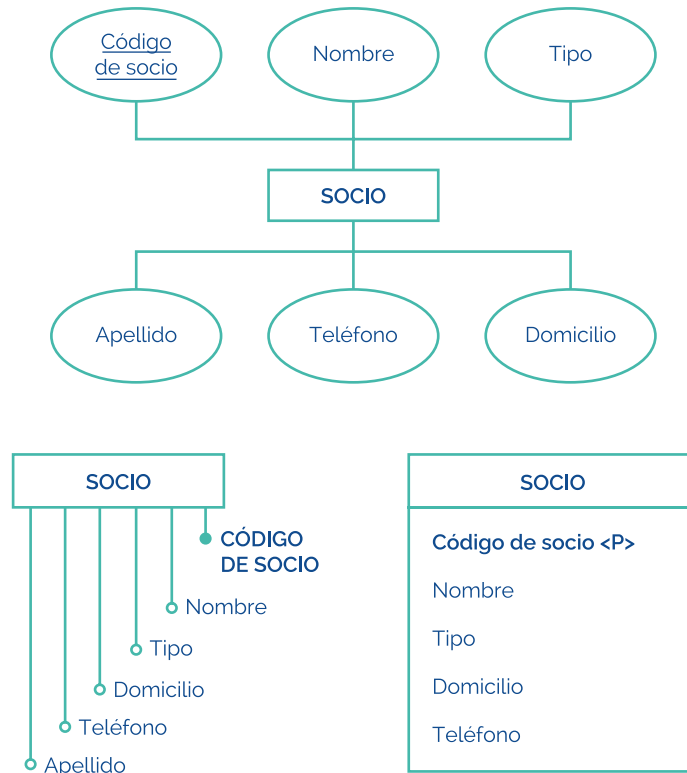 Código
de socio
Nombre
Tipo
SOCIO
Apellido
Teléfono
Domicilio
SOCIO
CÓDIGO
DE SOCIO
Nombre
Tipo
Domicilio
Teléfono
Apellido
SOCIO
Código de socio <P>
Nombre
Tipo
Domicilio
Teléfono